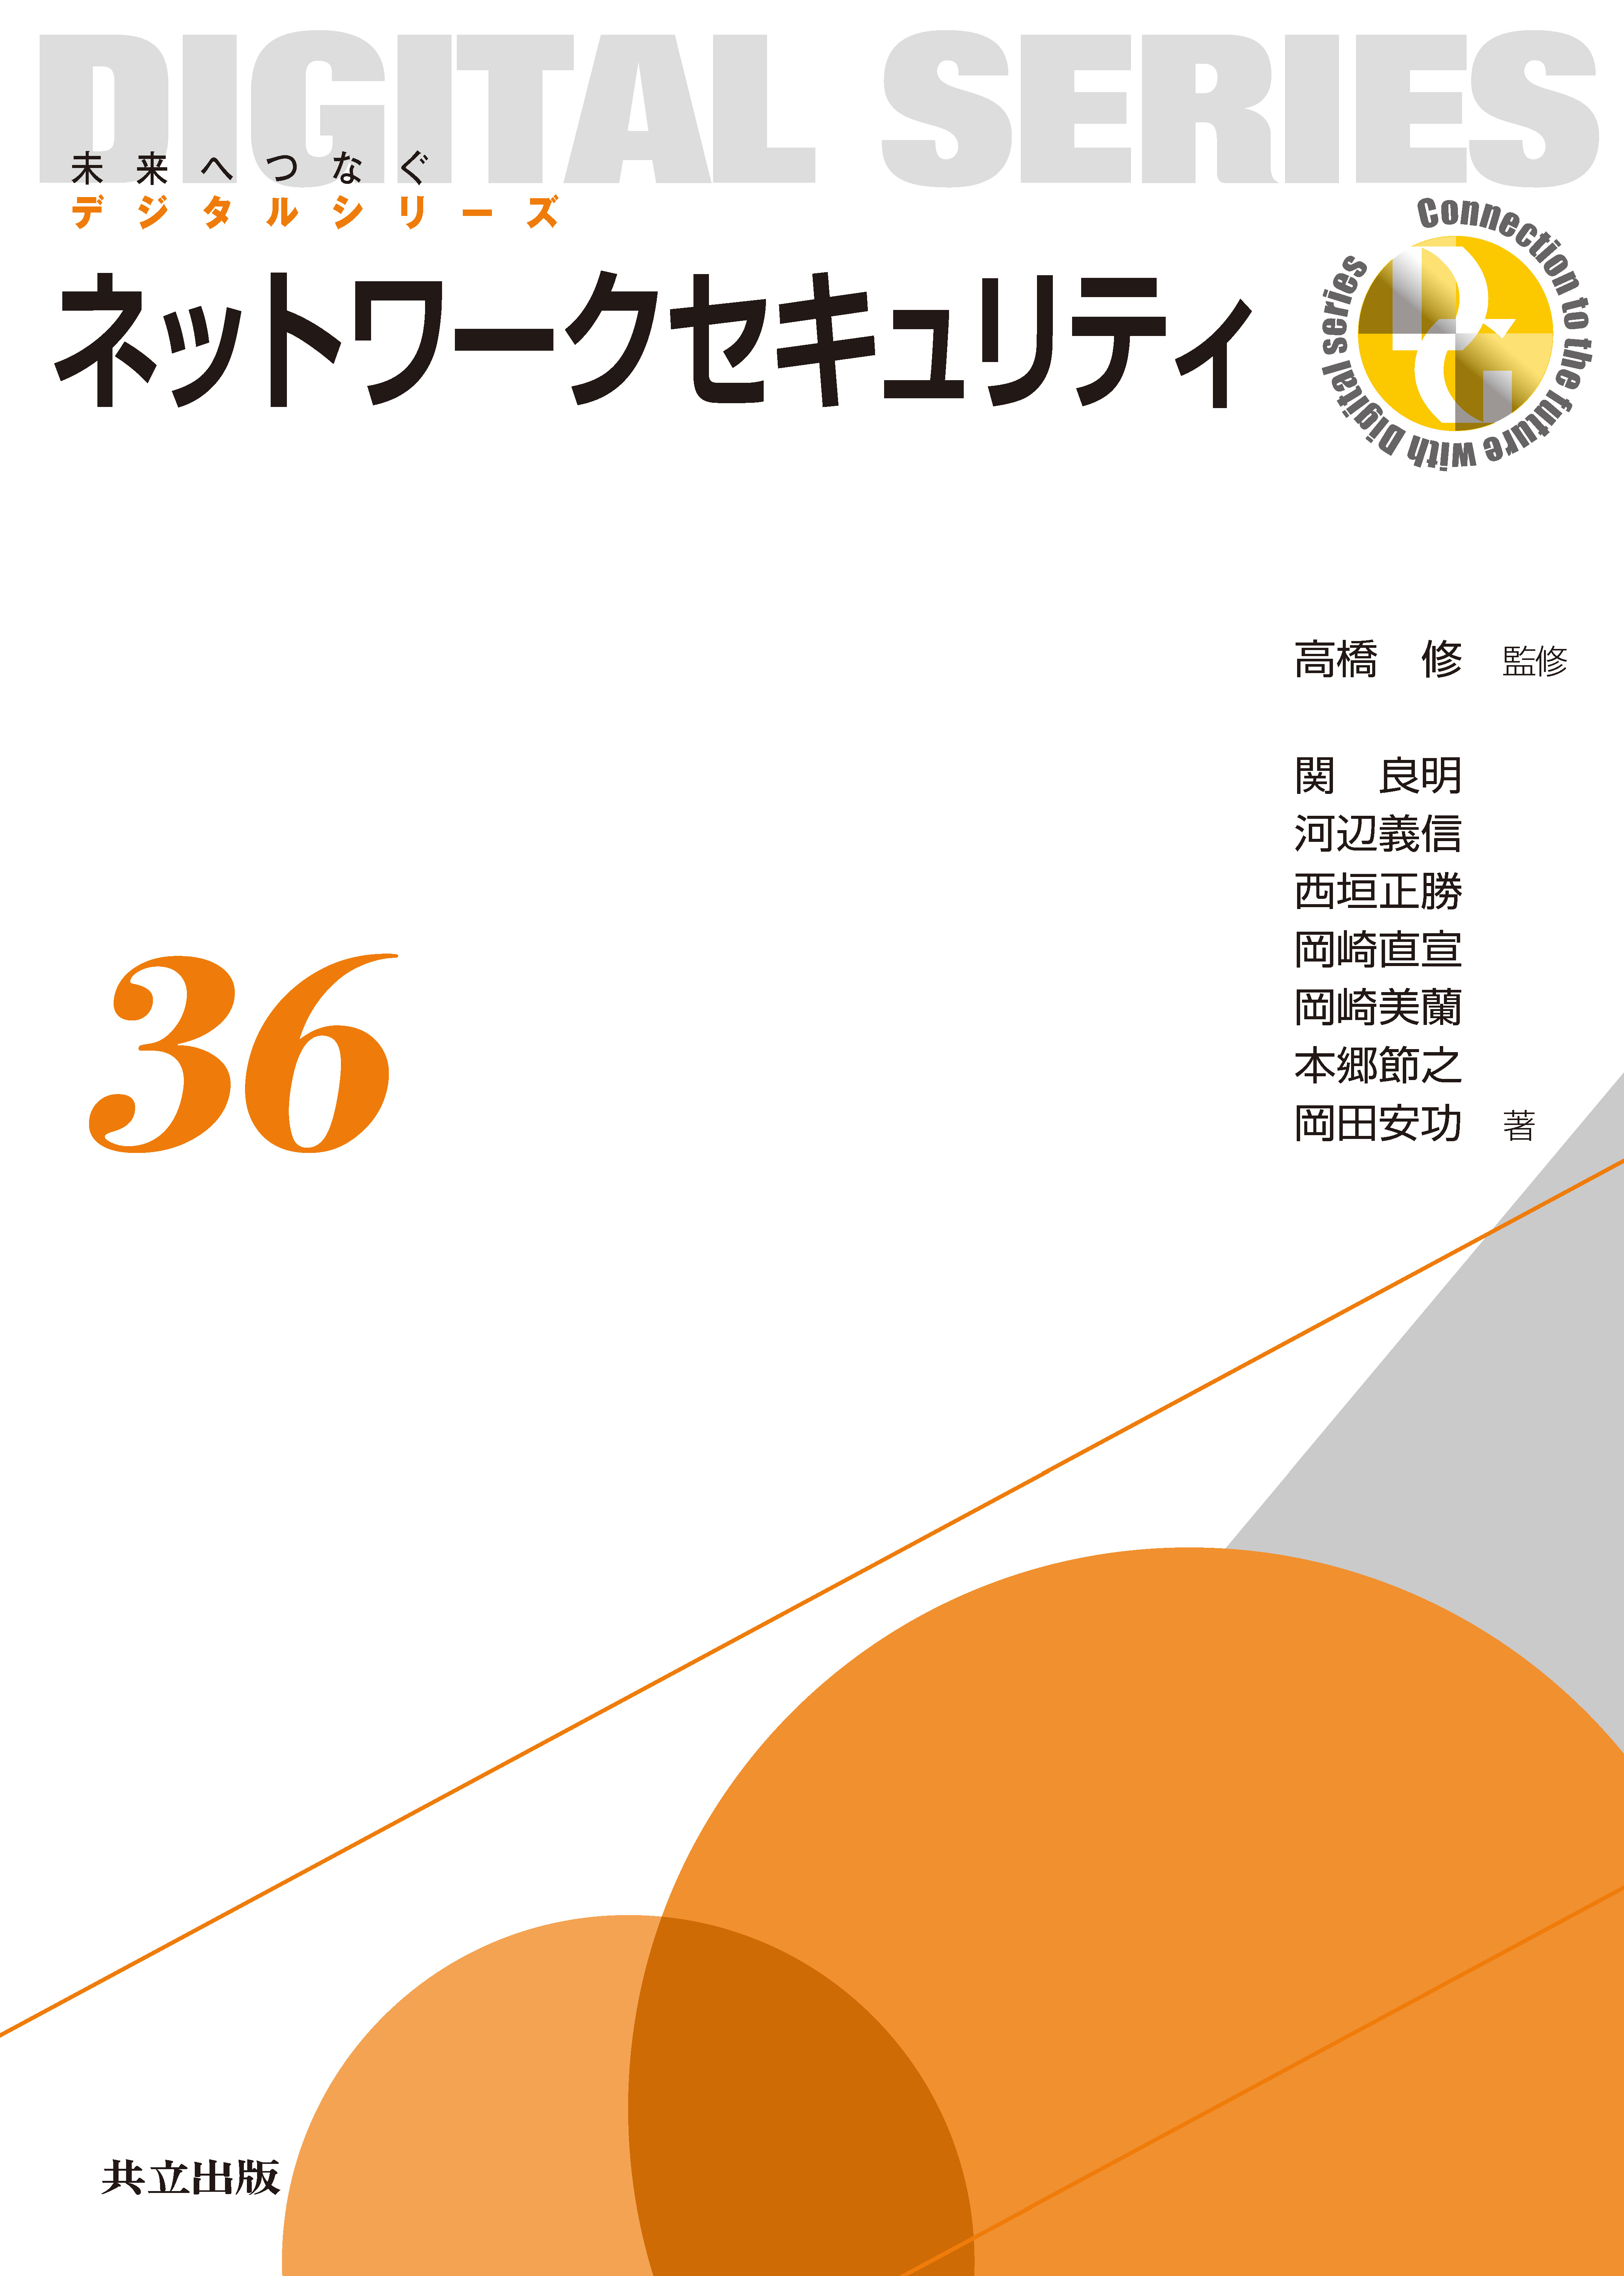 DIGITAL SERIES
未来へつなぐ
デジタルシリーズ
ネットワークセキュリティ
Connection to the future with Digital series
高橋　修　監修
関　良明
河辺義信
西垣正勝
岡崎直宣
岡崎美蘭
本郷節之
岡田安功　著
36
共立出版